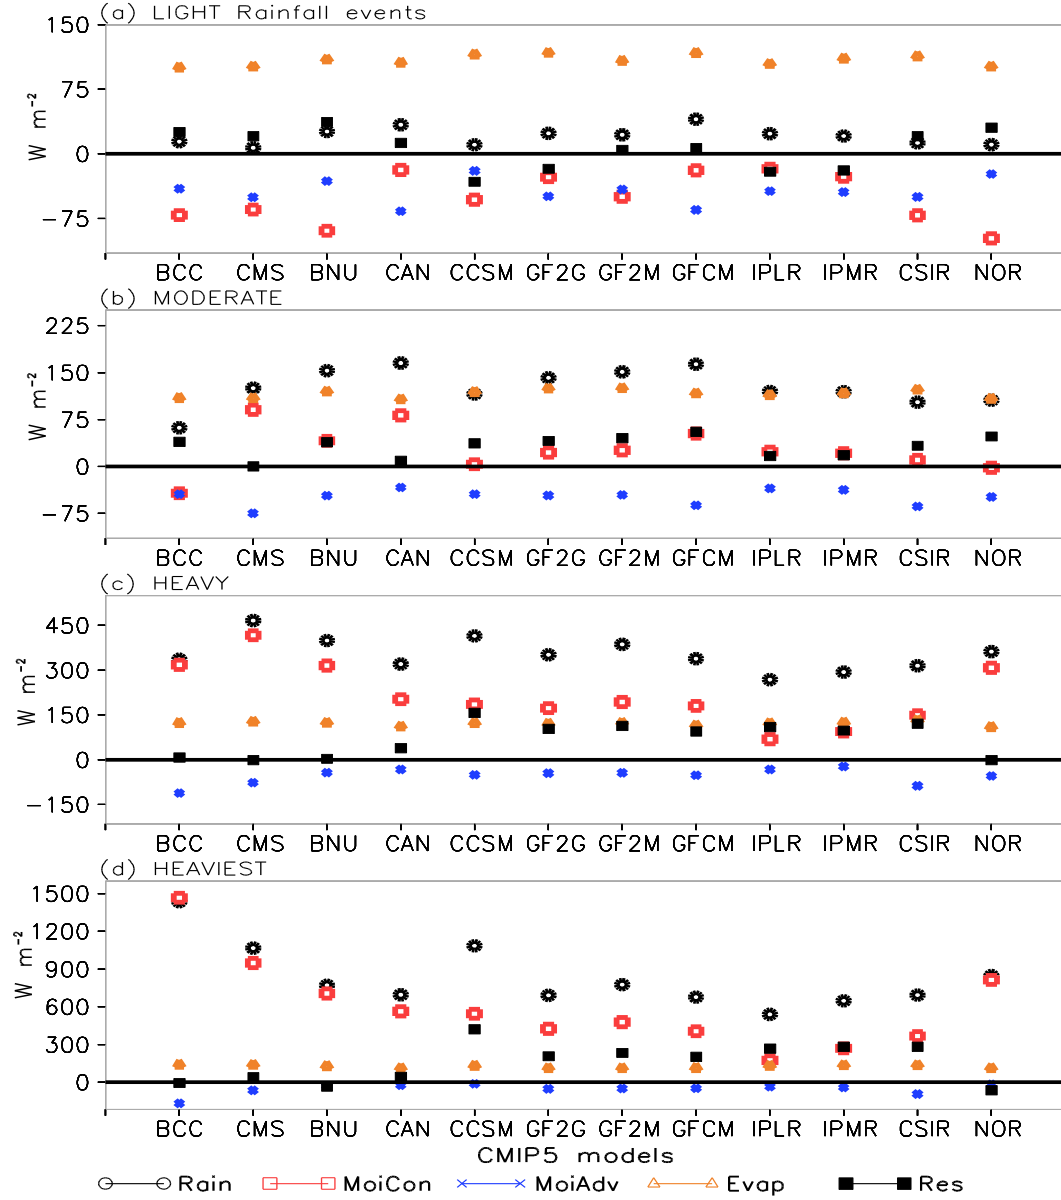 (a) LIGHT Rainfall events
150
75
0
-75
W m⁻²
BCC CMS BNU CAN CCSM GF2G GF2M GFCM IPLR IPMR CSIR NOR
(b) MODERATE
225
150
75
0
-75
W m⁻²
BCC CMS BNU CAN CCSM GF2G GF2M GFCM IPLR IPMR CSIR NOR
(c) HEAVY
450
300
150
0
-150
W m⁻²
BCC CMS BNU CAN CCSM GF2G GF2M GFCM IPLR IPMR CSIR NOR
(d) HEAVIEST
1500
1200
900
600
300
0
W m⁻²
BCC CMS BNU CAN CCSM GF2G GF2M GFCM IPLR IPMR CSIR NOR
CMIP5 models
Rain MoiCon MoiAdv Evap Res